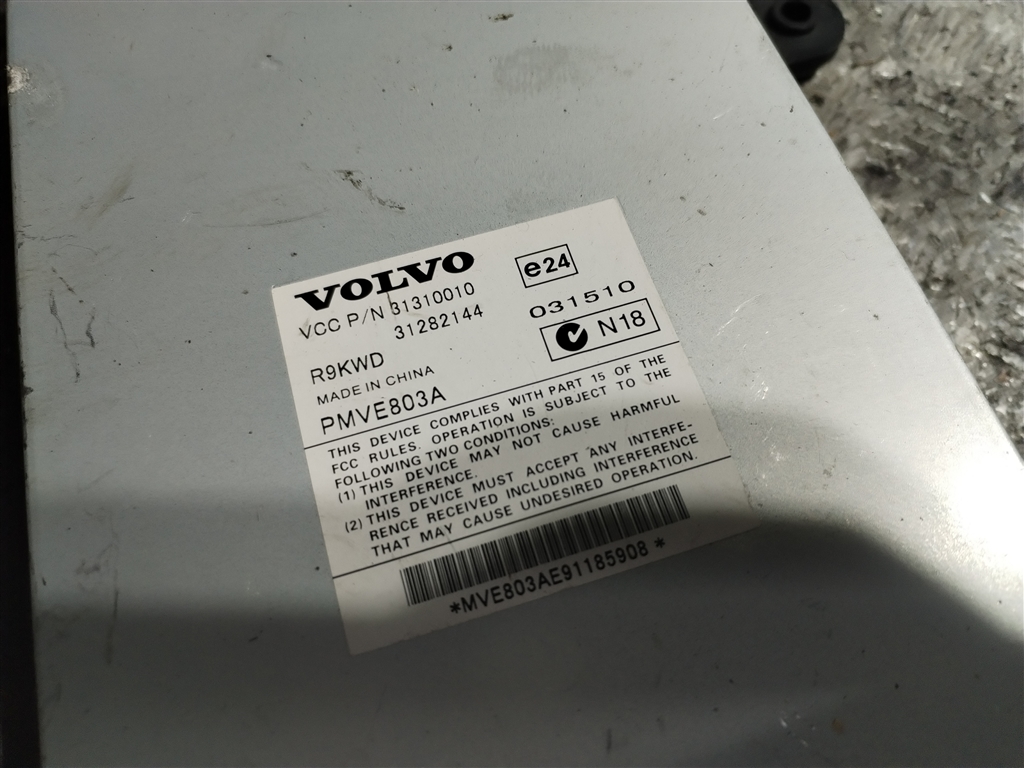 VOLVO
e24
VCC P/N 31310010
31282144
031510
N18
R9KWD
MADE IN CHINA
PMVE803A
THIS DEVICE COMPLIES WITH PART 15 OF THE
FCC RULES. OPERATION IS SUBJECT TO THE
FOLLOWING TWO CONDITIONS:
(1) THIS DEVICE MAY NOT CAUSE HARMFUL
INTERFERENCE.
(2) THIS DEVICE MUST ACCEPT ANY INTERFE-
RENCE RECEIVED INCLUDING INTERFERENCE
THAT MAY CAUSE UNDESIRED OPERATION.
*MVE803AE91185908*